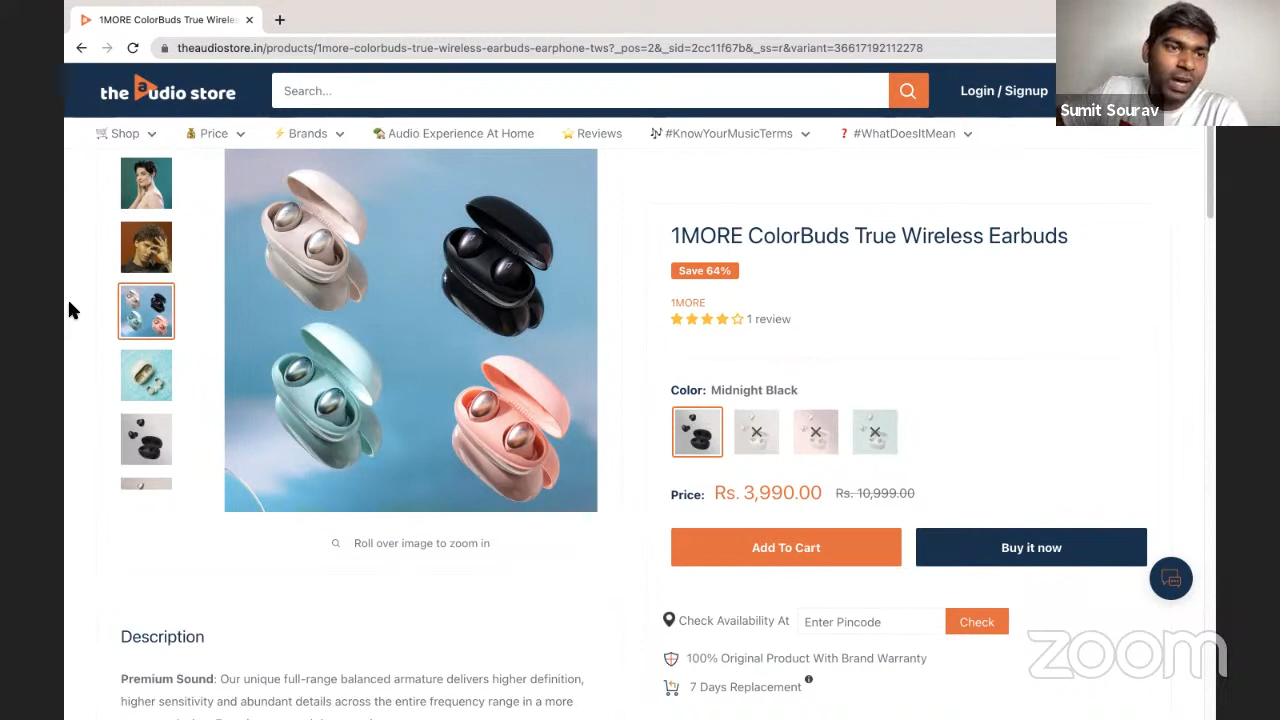 1MORE ColorBuds True Wirele
theaudiostore.in/products/1more-colorbuds-true-wireless-earbuds-earphone-tws?_pos=2&_sid=2cc11f67b&_ss=r&variant=36617192112278
the audio store
Search...
Login / Signup
Sumit Sourav
Shop
Price
Brands
Audio Experience At Home
Reviews
#KnowYourMusicTerms
#WhatDoesItMean
1MORE ColorBuds True Wireless Earbuds
Save 64%
1MORE
1 review
Color: Midnight Black
Price: Rs. 3,990.00 Rs. 10,999.00
Roll over image to zoom in
Add To Cart
Buy it now
Check Availability At
Enter Pincode
Check
100% Original Product With Brand Warranty
7 Days Replacement
zoom
Description
Premium Sound: Our unique full-range balanced armature delivers higher definition,
higher sensitivity and abundant details across the entire frequency range in a more